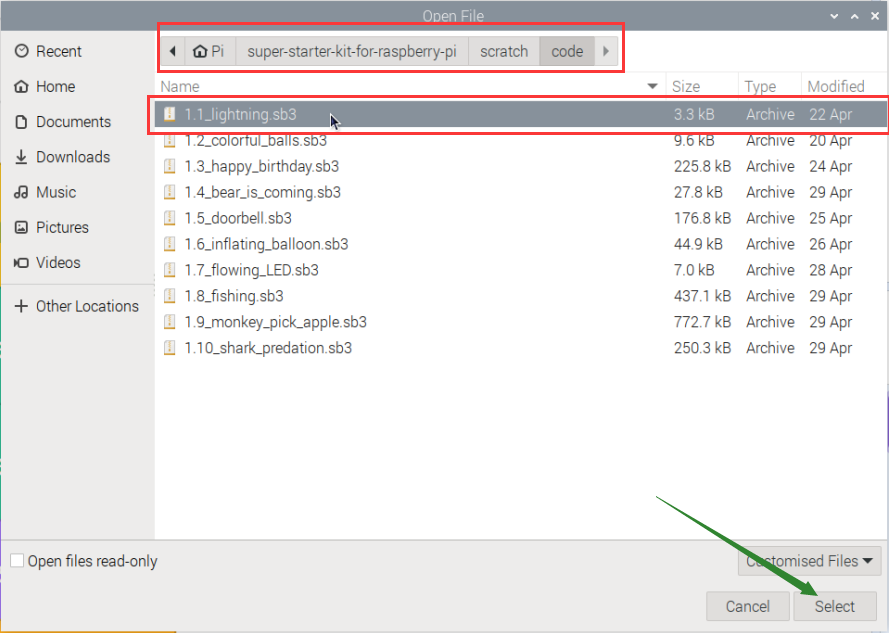 Open File
Recent
Home
Documents
Downloads
Music
Pictures
Videos
Other Locations
Pi super-starter-kit-for-raspberry-pi scratch code
Name Size Type Modified
1.1_lightning.sb3 3.3 kB Archive 22 Apr
1.2_colorful_balls.sb3 9.6 kB Archive 20 Apr
1.3_happy_birthday.sb3 225.8 kB Archive 24 Apr
1.4_bear_is_coming.sb3 27.8 kB Archive 29 Apr
1.5_doorbell.sb3 176.8 kB Archive 25 Apr
1.6_inflating_balloon.sb3 44.9 kB Archive 26 Apr
1.7_flowing_LED.sb3 7.0 kB Archive 28 Apr
1.8_fishing.sb3 437.1 kB Archive 29 Apr
1.9_monkey_pick_apple.sb3 772.7 kB Archive 29 Apr
1.10_shark_predation.sb3 250.3 kB Archive 29 Apr
Open files read-only
Customised Files
Cancel Select